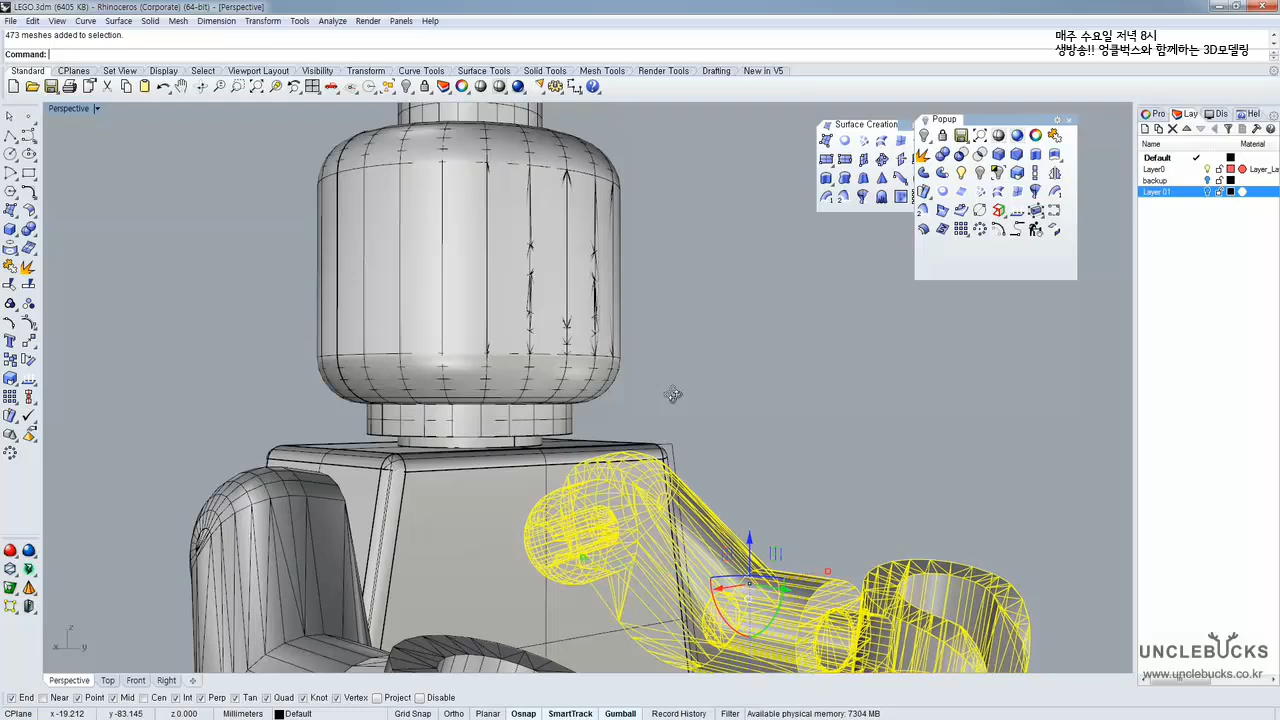 LEGO.3dm (6405 KB) - Rhinoceros (Corporate) (64-bit) - [Perspective]
File Edit View Curve Surface Solid Mesh Dimension Transform Tools Analyze Render Panels Help
473 meshes added to selection.
매주 수요일 저녁 8시
Command:
생방송!! 엉클벅스와 함께하는 3D모델링
Standard CPlanes Set View Display Select Viewport Layout Visibility Transform Curve Tools Surface Tools Solid Tools Mesh Tools Render Tools Drafting New in V5
Perspective
Surface Creation
Popup
Pro Lay Dis Hel
Name Material
Default
Layer0 Layer_La
backup
Layer 01
z
x y
UNCLEBUCKS
www.unclebucks.co.kr
Perspective Top Front Right
End Near Point Mid Cen Int Perp Tan Quad Knot Vertex Project Disable
CPlane x -19.212 y -83.145 z 0.000 Millimeters Default Grid Snap Ortho Planar Osnap SmartTrack Gumball Record History Filter Available physical memory: 7304 MB